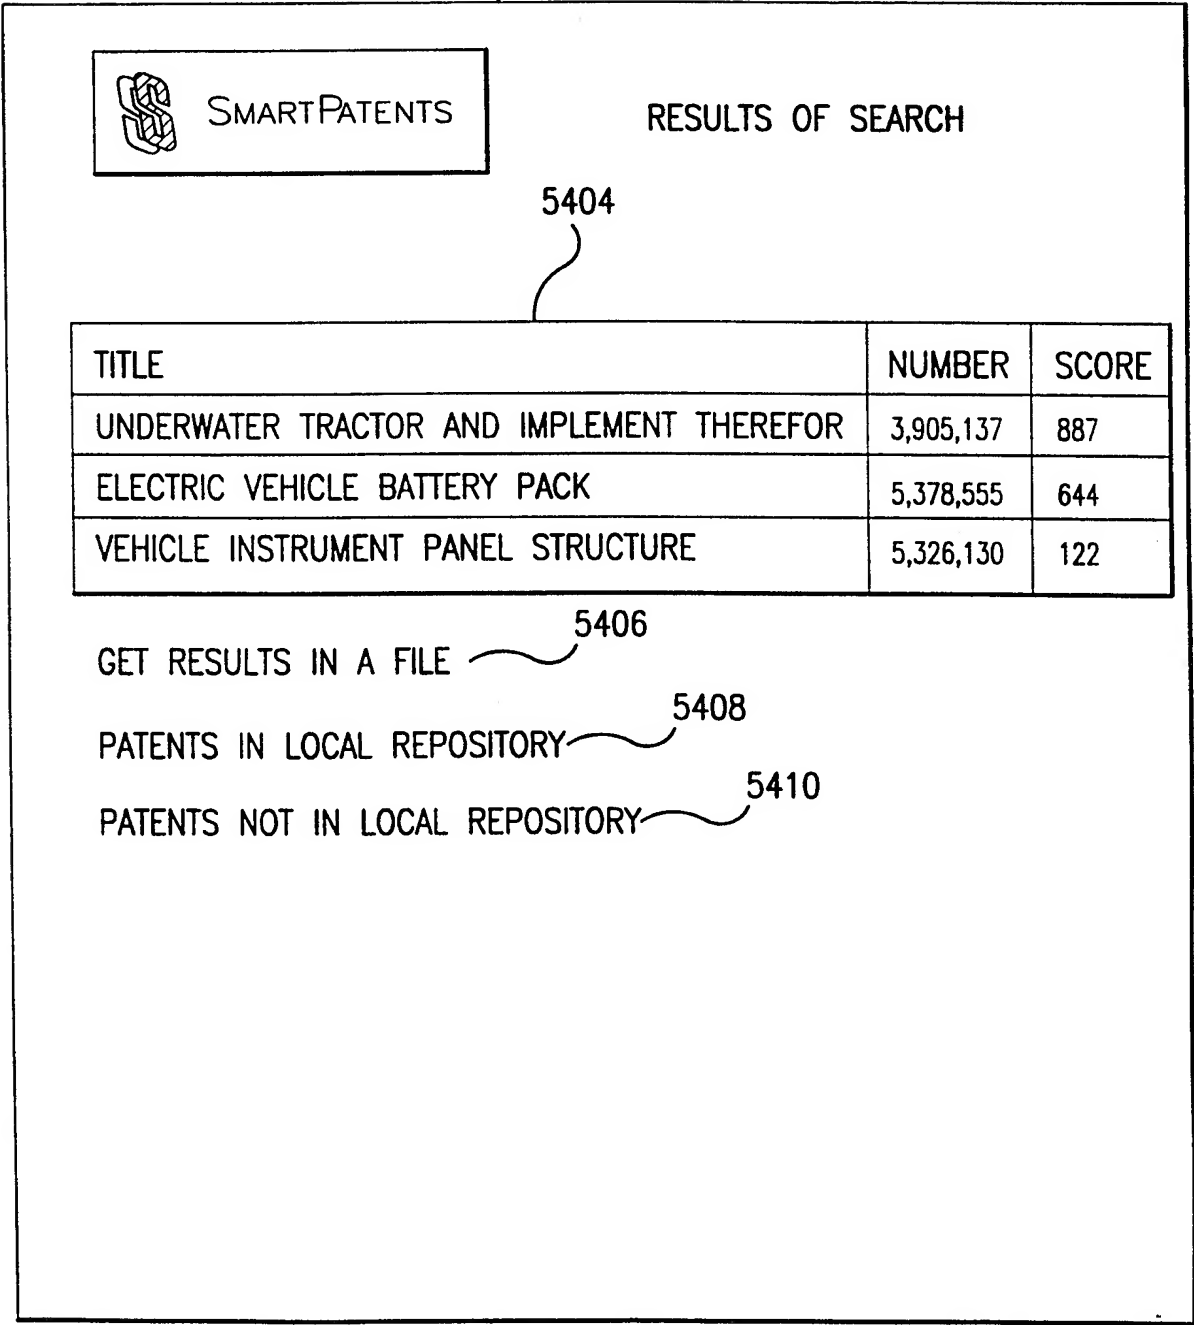 SMARTPATENTS
RESULTS OF SEARCH
5404
TITLE NUMBER SCORE
UNDERWATER TRACTOR AND IMPLEMENT THEREFOR 3,905,137 887
ELECTRIC VEHICLE BATTERY PACK 5,378,555 644
VEHICLE INSTRUMENT PANEL STRUCTURE 5,326,130 122
5406
GET RESULTS IN A FILE
5408
PATENTS IN LOCAL REPOSITORY
5410
PATENTS NOT IN LOCAL REPOSITORY